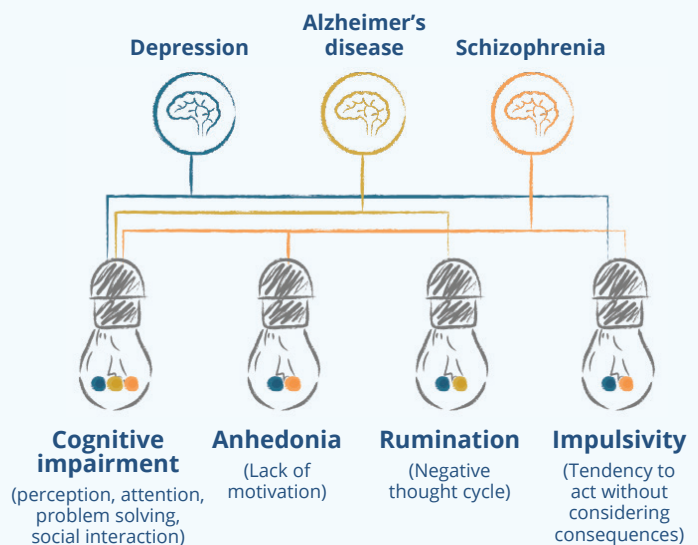 Depression
Alzheimer's
disease
Schizophrenia
Cognitive
impairment
(perception, attention,
problem solving,
social interaction)
Anhedonia
(Lack of
motivation)
Rumination
(Negative
thought cycle)
Impulsivity
(Tendency to
act without
considering
consequences)